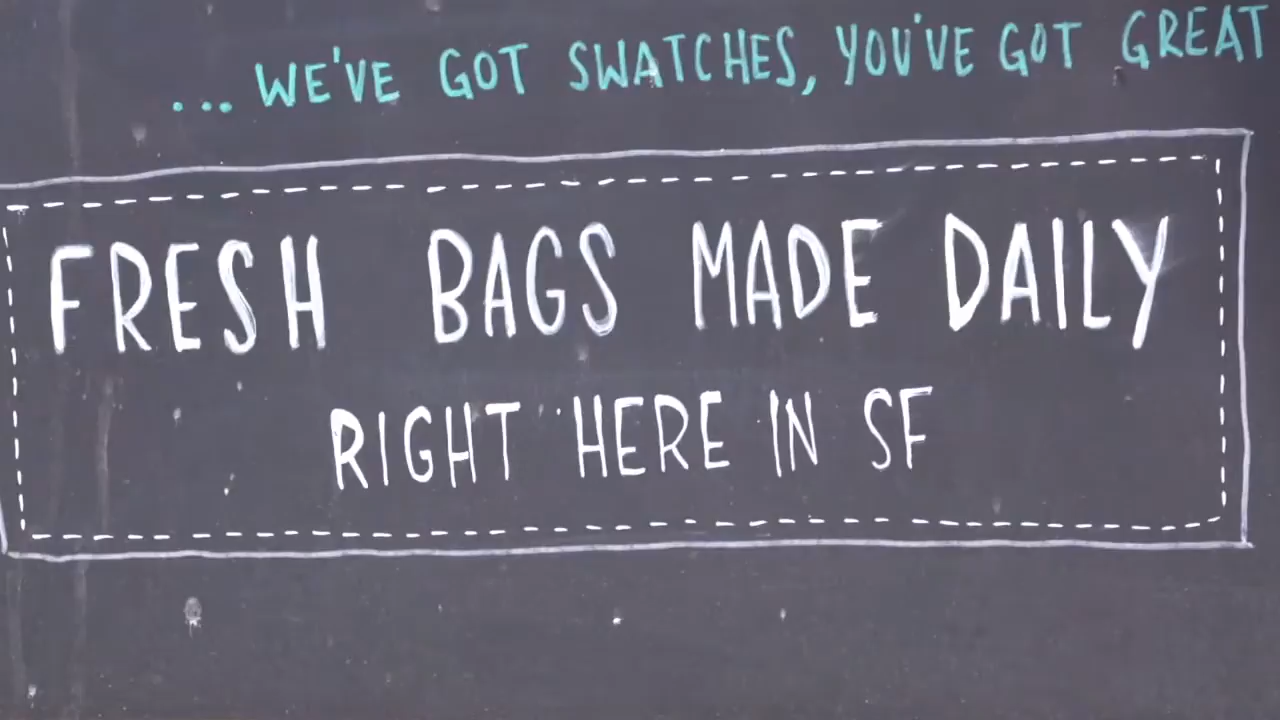 ... WE'VE GOT SWATCHES, YOU'VE GOT GREAT
FRESH BAGS MADE DAILY
RIGHT HERE IN SF